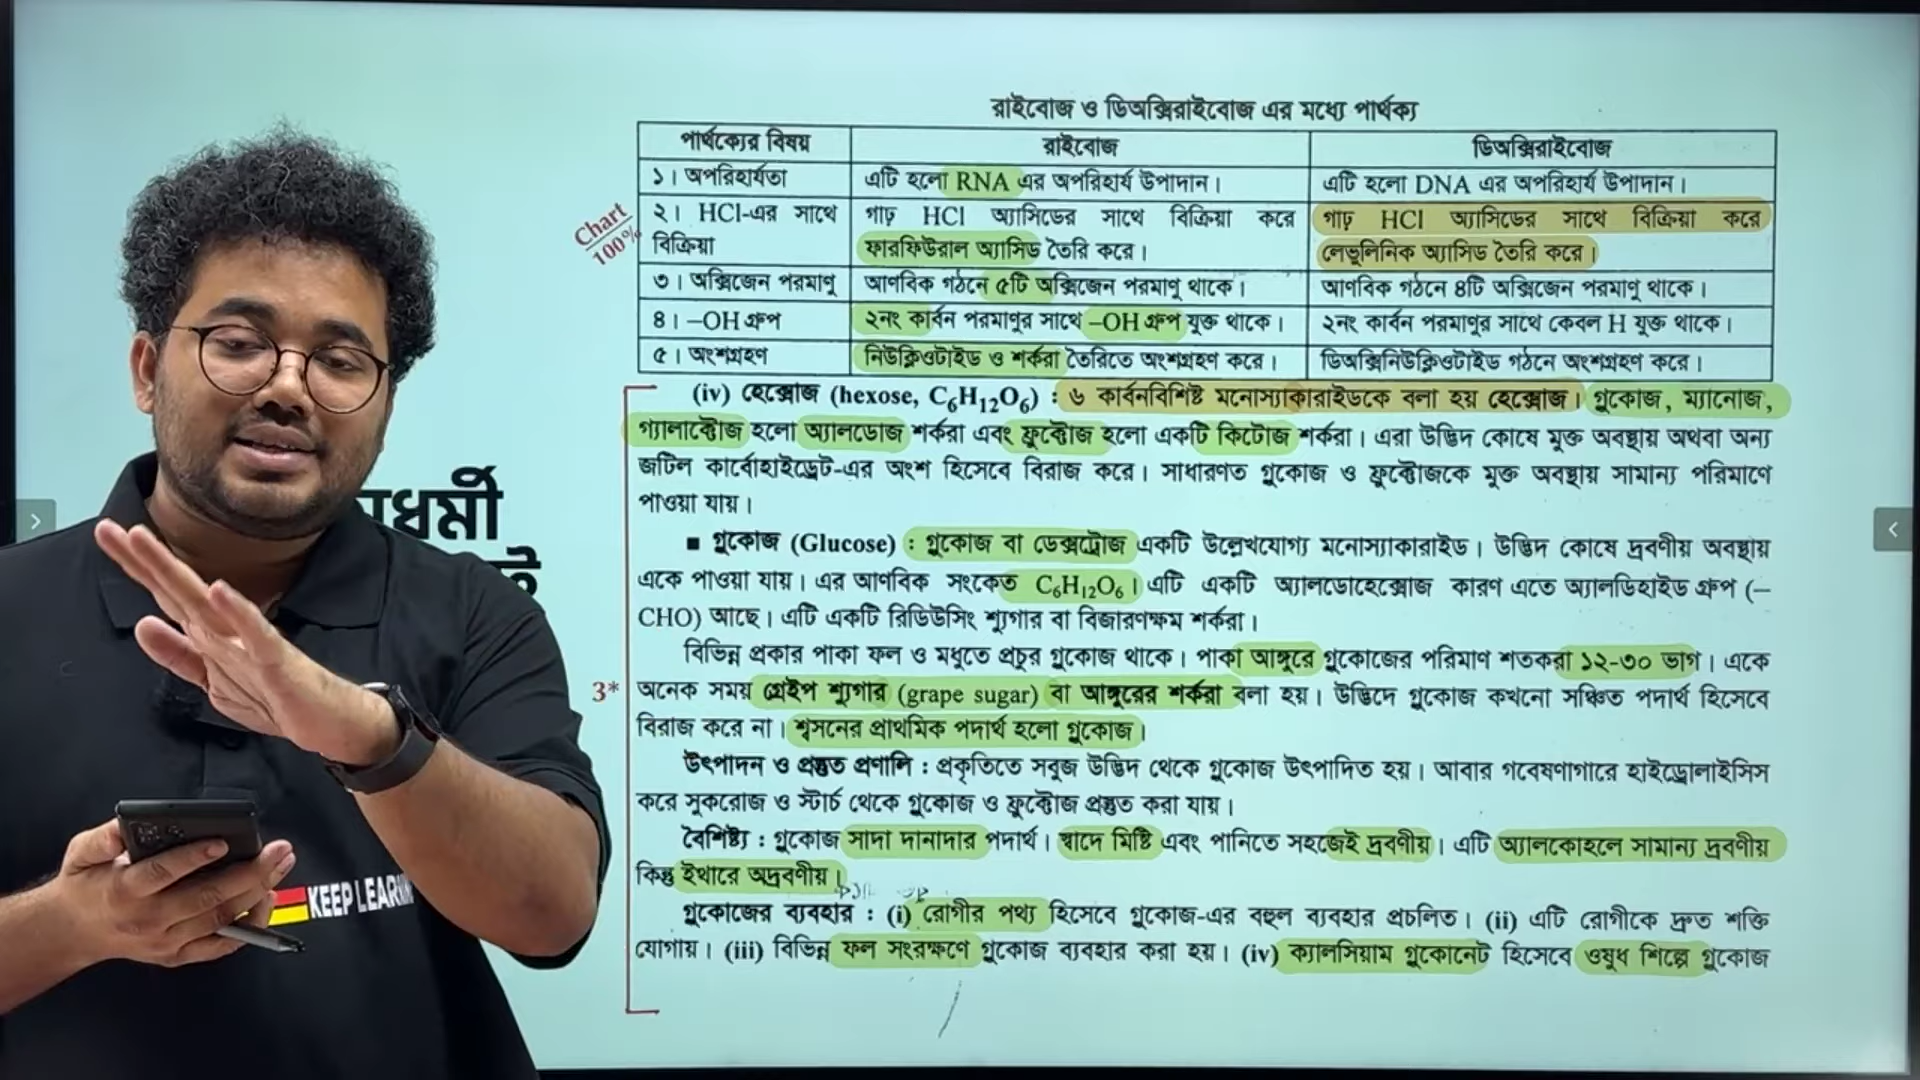 রাইবোজ ও ডিঅক্সিরাইবোজ এর মধ্যে পার্থক্য
পার্থক্যের বিষয় রাইবোজ ডিঅক্সিরাইবোজ
১। অপরিহার্যতা এটি হলো RNA এর অপরিহার্য উপাদান। এটি হলো DNA এর অপরিহার্য উপাদান।
২। HCl-এর সাথে গাঢ় HCl অ্যাসিডের সাথে বিক্রিয়া করে গাঢ় HCl অ্যাসিডের সাথে বিক্রিয়া করে
বিক্রিয়া ফারফিউরাল অ্যাসিড তৈরি করে। লেভুলিনিক অ্যাসিড তৈরি করে।
Chart
100%
৩। অক্সিজেন পরমাণু আণবিক গঠনে ৫টি অক্সিজেন পরমাণু থাকে। আণবিক গঠনে ৪টি অক্সিজেন পরমাণু থাকে।
৪। –OH গ্রুপ ২নং কার্বন পরমাণুর সাথে –OH গ্রুপ যুক্ত থাকে। ২নং কার্বন পরমাণুর সাথে কেবল H যুক্ত থাকে।
৫। অংশগ্রহণ নিউক্লিওটাইড ও শর্করা তৈরিতে অংশগ্রহণ করে। ডিঅক্সিনিউক্লিওটাইড গঠনে অংশগ্রহণ করে।
(iv) হেক্সোজ (hexose, C₆H₁₂O₆) : ৬ কার্বনবিশিষ্ট মনোস্যাকারাইডকে বলা হয় হেক্সোজ। গ্লুকোজ, ম্যানোজ,
গ্যালাক্টোজ হলো অ্যালডোজ শর্করা এবং ফ্রুক্টোজ হলো একটি কিটোজ শর্করা। এরা উদ্ভিদ কোষে মুক্ত অবস্থায় অথবা অন্য
জটিল কার্বোহাইড্রেট-এর অংশ হিসেবে বিরাজ করে। সাধারণত গ্লুকোজ ও ফ্রুক্টোজকে মুক্ত অবস্থায় সামান্য পরিমাণে
পাওয়া যায়।
■ গ্লুকোজ (Glucose) : গ্লুকোজ বা ডেক্সট্রোজ একটি উল্লেখযোগ্য মনোস্যাকারাইড। উদ্ভিদ কোষে দ্রবণীয় অবস্থায়
একে পাওয়া যায়। এর আণবিক সংকেত C₆H₁₂O₆। এটি একটি অ্যালডোহেক্সোজ কারণ এতে অ্যালডিহাইড গ্রুপ (–
CHO) আছে। এটি একটি রিডিউসিং শ্যুগার বা বিজারণক্ষম শর্করা।
বিভিন্ন প্রকার পাকা ফল ও মধুতে প্রচুর গ্লুকোজ থাকে। পাকা আঙ্গুরে গ্লুকোজের পরিমাণ শতকরা ১২-৩০ ভাগ। একে
3* অনেক সময় গ্রেইপ শ্যুগার (grape sugar) বা আঙ্গুরের শর্করা বলা হয়। উদ্ভিদে গ্লুকোজ কখনো সঞ্চিত পদার্থ হিসেবে
বিরাজ করে না। শ্বসনের প্রাথমিক পদার্থ হলো গ্লুকোজ।
উৎপাদন ও প্রস্তুত প্রণালি : প্রকৃতিতে সবুজ উদ্ভিদ থেকে গ্লুকোজ উৎপাদিত হয়। আবার গবেষণাগারে হাইড্রোলাইসিস
করে সুকরোজ ও স্টার্চ থেকে গ্লুকোজ ও ফ্রুক্টোজ প্রস্তুত করা যায়।
বৈশিষ্ট্য : গ্লুকোজ সাদা দানাদার পদার্থ। স্বাদে মিষ্টি এবং পানিতে সহজেই দ্রবণীয়। এটি অ্যালকোহলে সামান্য দ্রবণীয়
কিন্তু ইথারে অদ্রবণীয়।
গ্লুকোজের ব্যবহার : (i) রোগীর পথ্য হিসেবে গ্লুকোজ-এর বহুল ব্যবহার প্রচলিত। (ii) এটি রোগীকে দ্রুত শক্তি
যোগায়। (iii) বিভিন্ন ফল সংরক্ষণে গ্লুকোজ ব্যবহার করা হয়। (iv) ক্যালসিয়াম গ্লুকোনেট হিসেবে ওষুধ শিল্পে গ্লুকোজ
KEEP LEARN